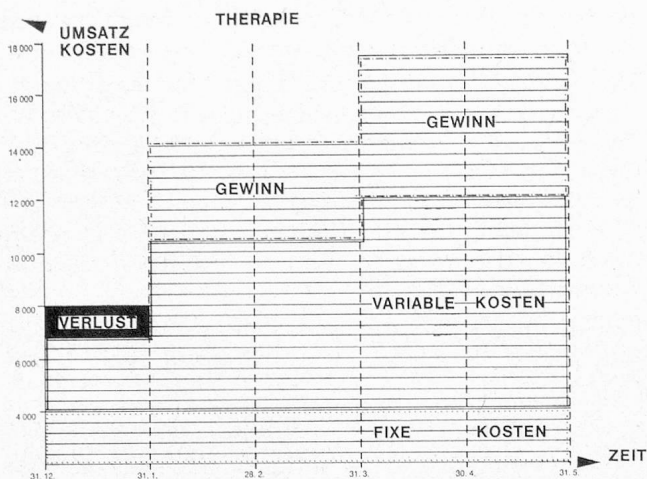 THERAPIE
UMSATZ
KOSTEN
18 000
16 000
14 000
12 000
10 000
8 000
6 000
4 000
GEWINN
GEWINN
VERLUST
VARIABLE KOSTEN
FIXE KOSTEN
ZEIT
31. 12. 31. 1. 28. 2. 31. 3. 30. 4. 31. 5.